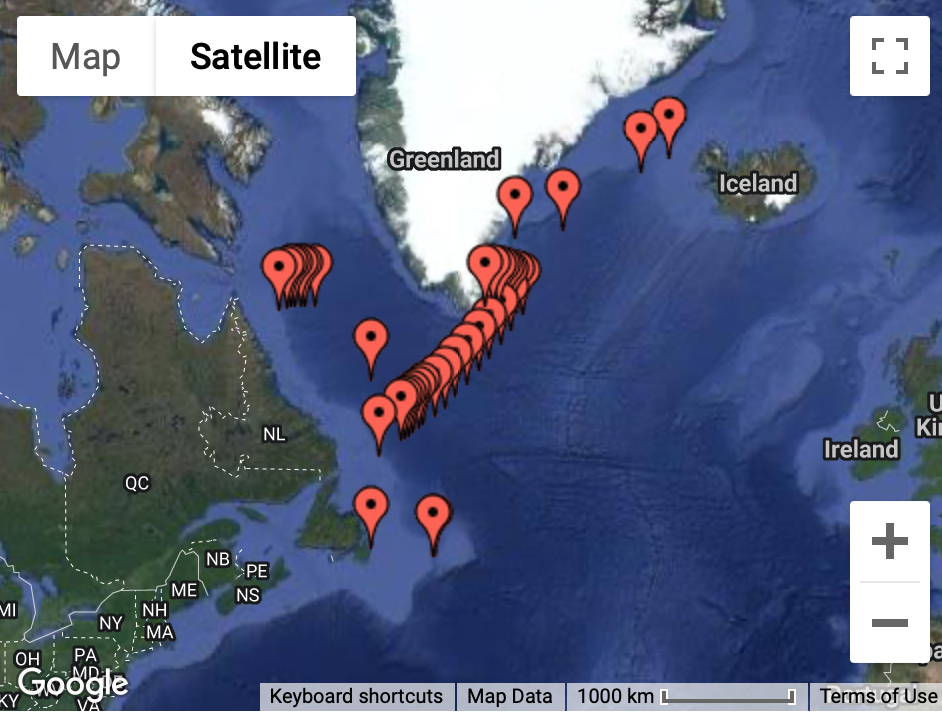 Map
Satellite
Greenland
Iceland
NL
QC
Ireland
NB
PE
ME
NS
NH
NY
MA
MI
OH
PA
MD
KY
VA
Google
Keyboard shortcuts
Map Data
1000 km
Terms of Use